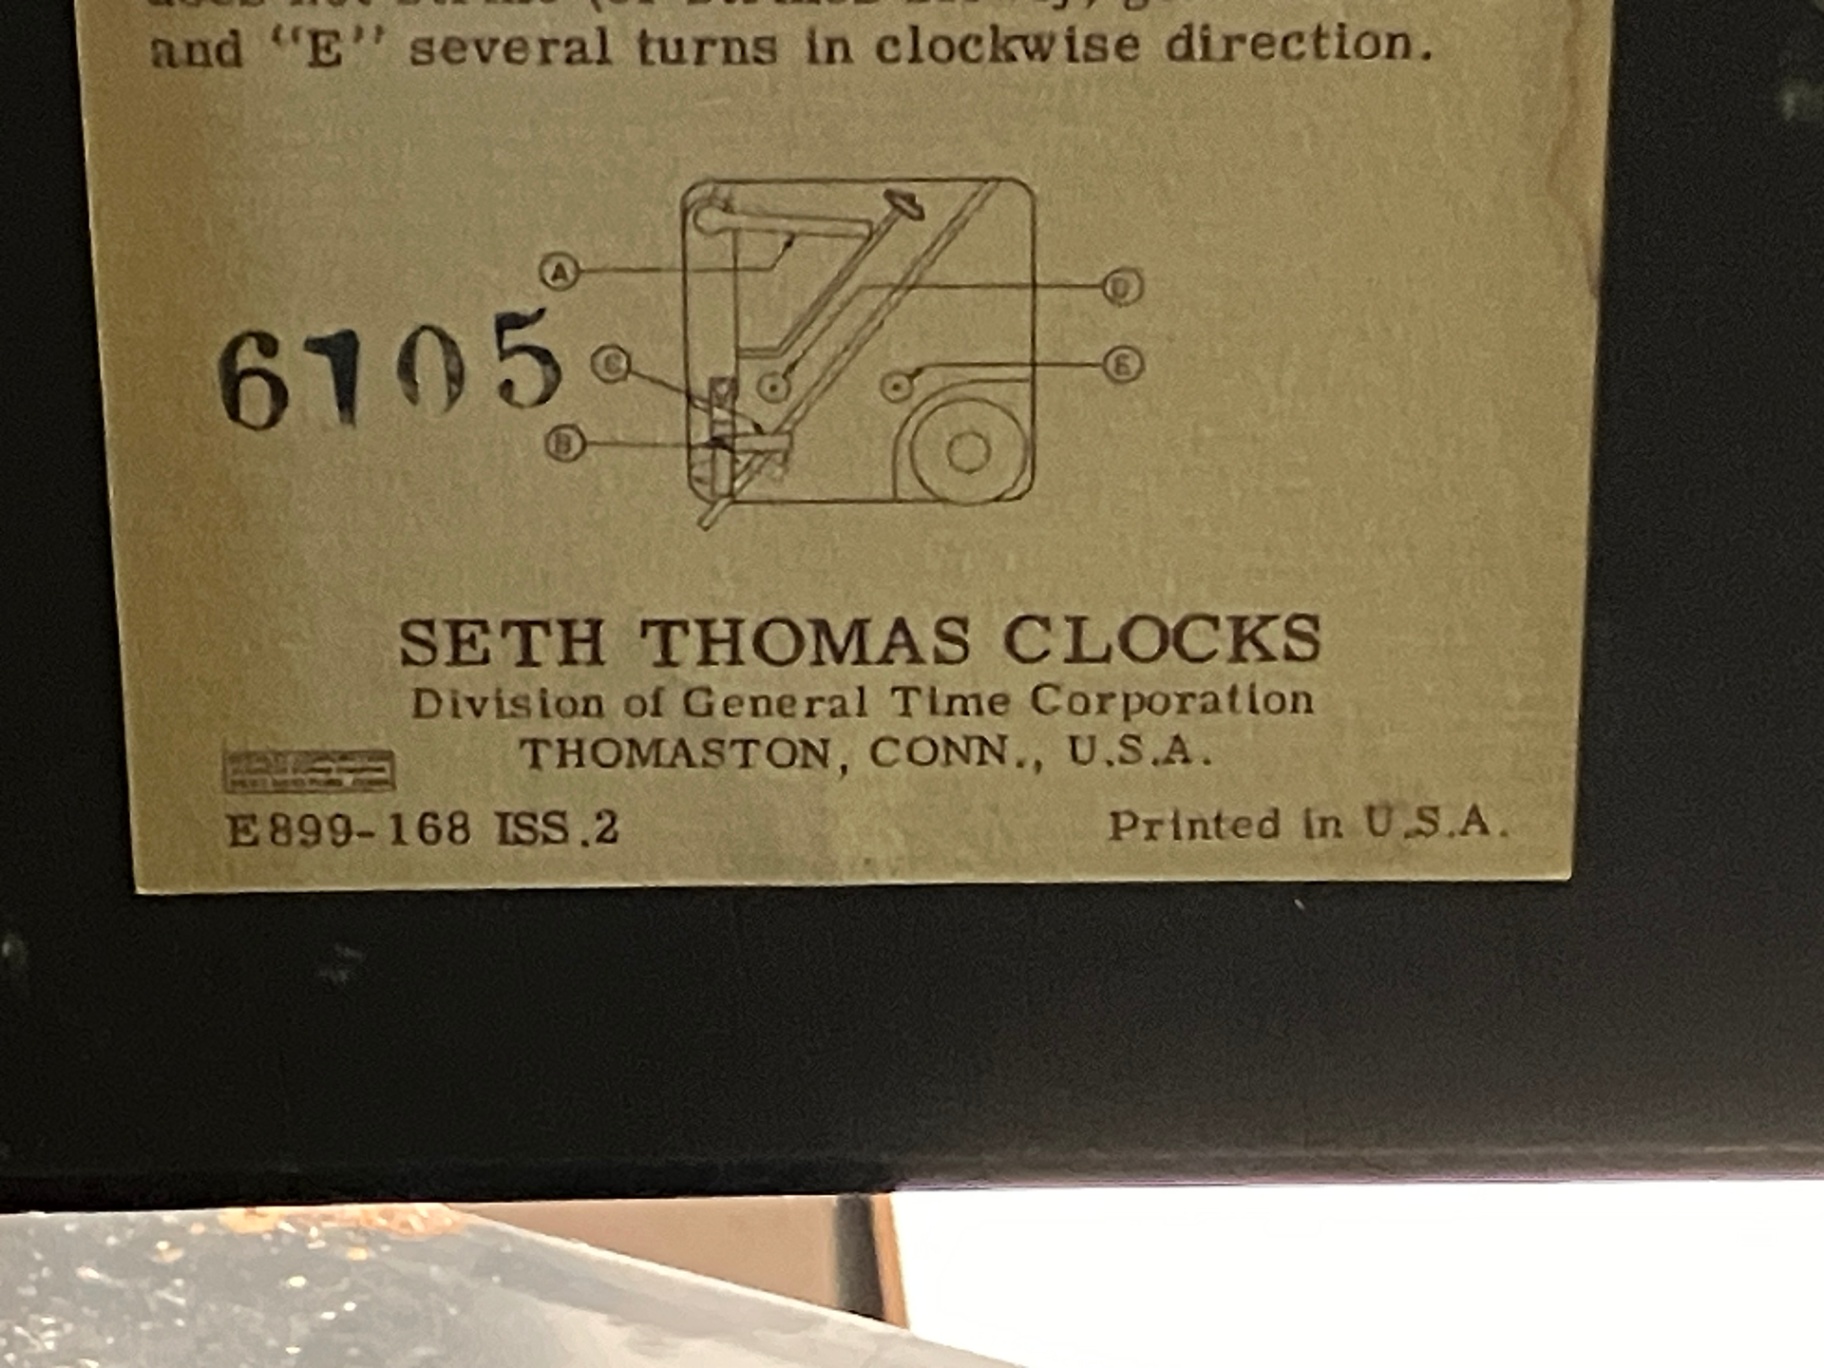 and "E" several turns in clockwise direction.
A
D
6105
C
E
B
SETH THOMAS CLOCKS
Division of General Time Corporation
THOMASTON, CONN., U.S.A.
E899-168 ISS.2
Printed in U.S.A.